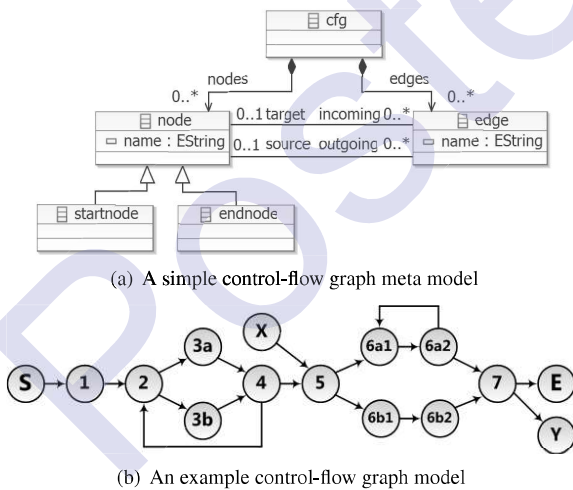 cfg
nodes
edges
0..*
0..*
node
0..1 target incoming 0..*
edge
name : EString
0..1 source outgoing 0..*
name : EString
startnode
endnode
(a) A simple control-flow graph meta model
X
3a
6a1
6a2
S
1
2
4
5
7
E
3b
6b1
6b2
Y
(b) An example control-flow graph model
Poste